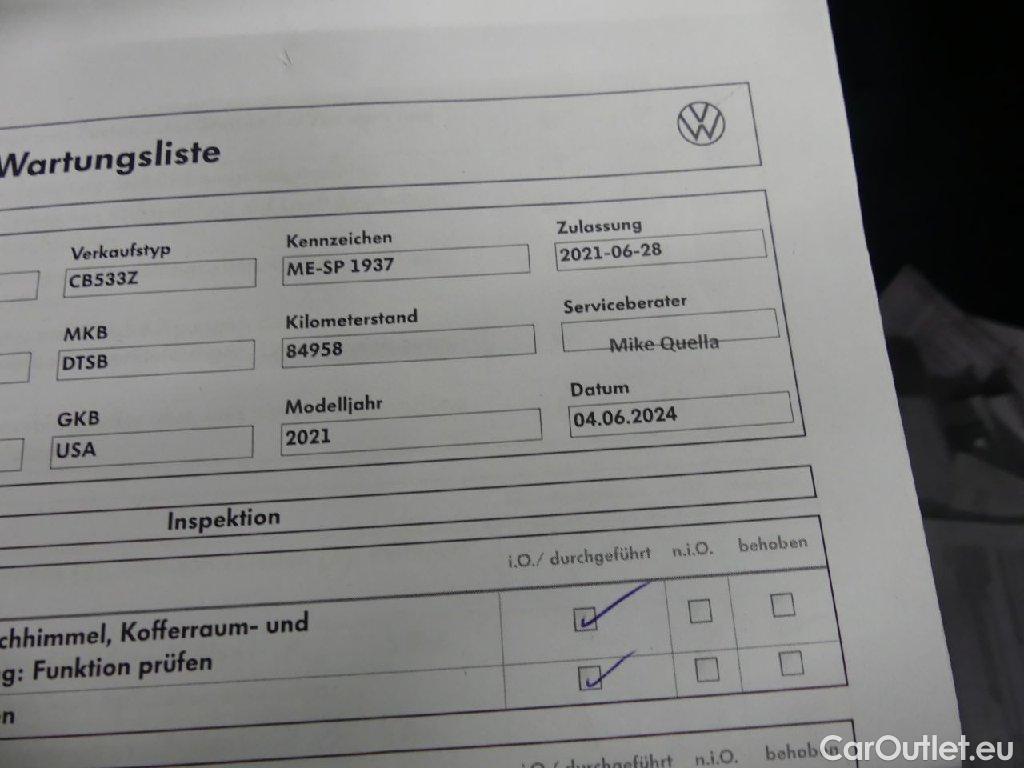 Wartungsliste
Verkaufstyp Kennzeichen Zulassung
CB533Z ME-SP 1937 2021-06-28
MKB Kilometerstand Serviceberater
DTSB 84958 Mike Quella
GKB Modelljahr Datum
USA 2021 04.06.2024
Inspektion
i.O./ durchgeführt n.i.O. behoben
chhimmel, Kofferraum- und
g: Funktion prüfen
n
i.O./ durchgeführt n.i.O. behoben
CarOutlet.eu